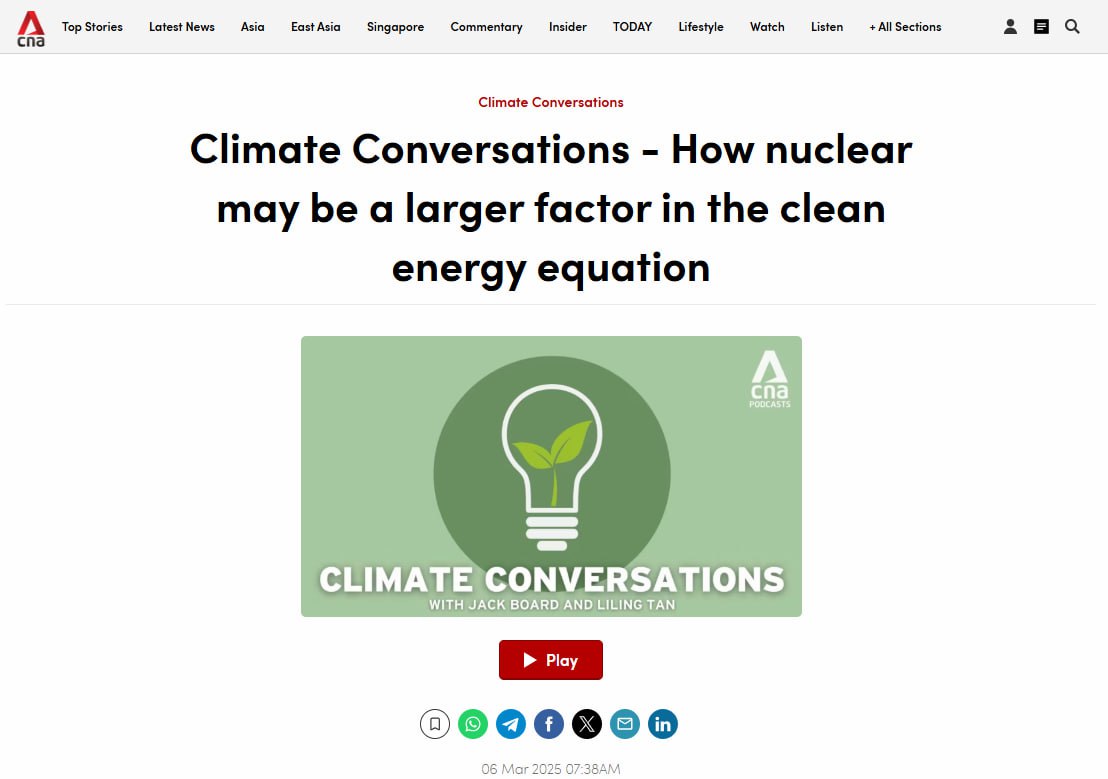 cna
Top Stories
Latest News
Asia
East Asia
Singapore
Commentary
Insider
TODAY
Lifestyle
Watch
Listen
+ All Sections
Climate Conversations
Climate Conversations - How nuclear
may be a larger factor in the clean
energy equation
cna
PODCASTS
CLIMATE CONVERSATIONS
WITH JACK BOARD AND LILING TAN
Play
06 Mar 2025 07:38AM